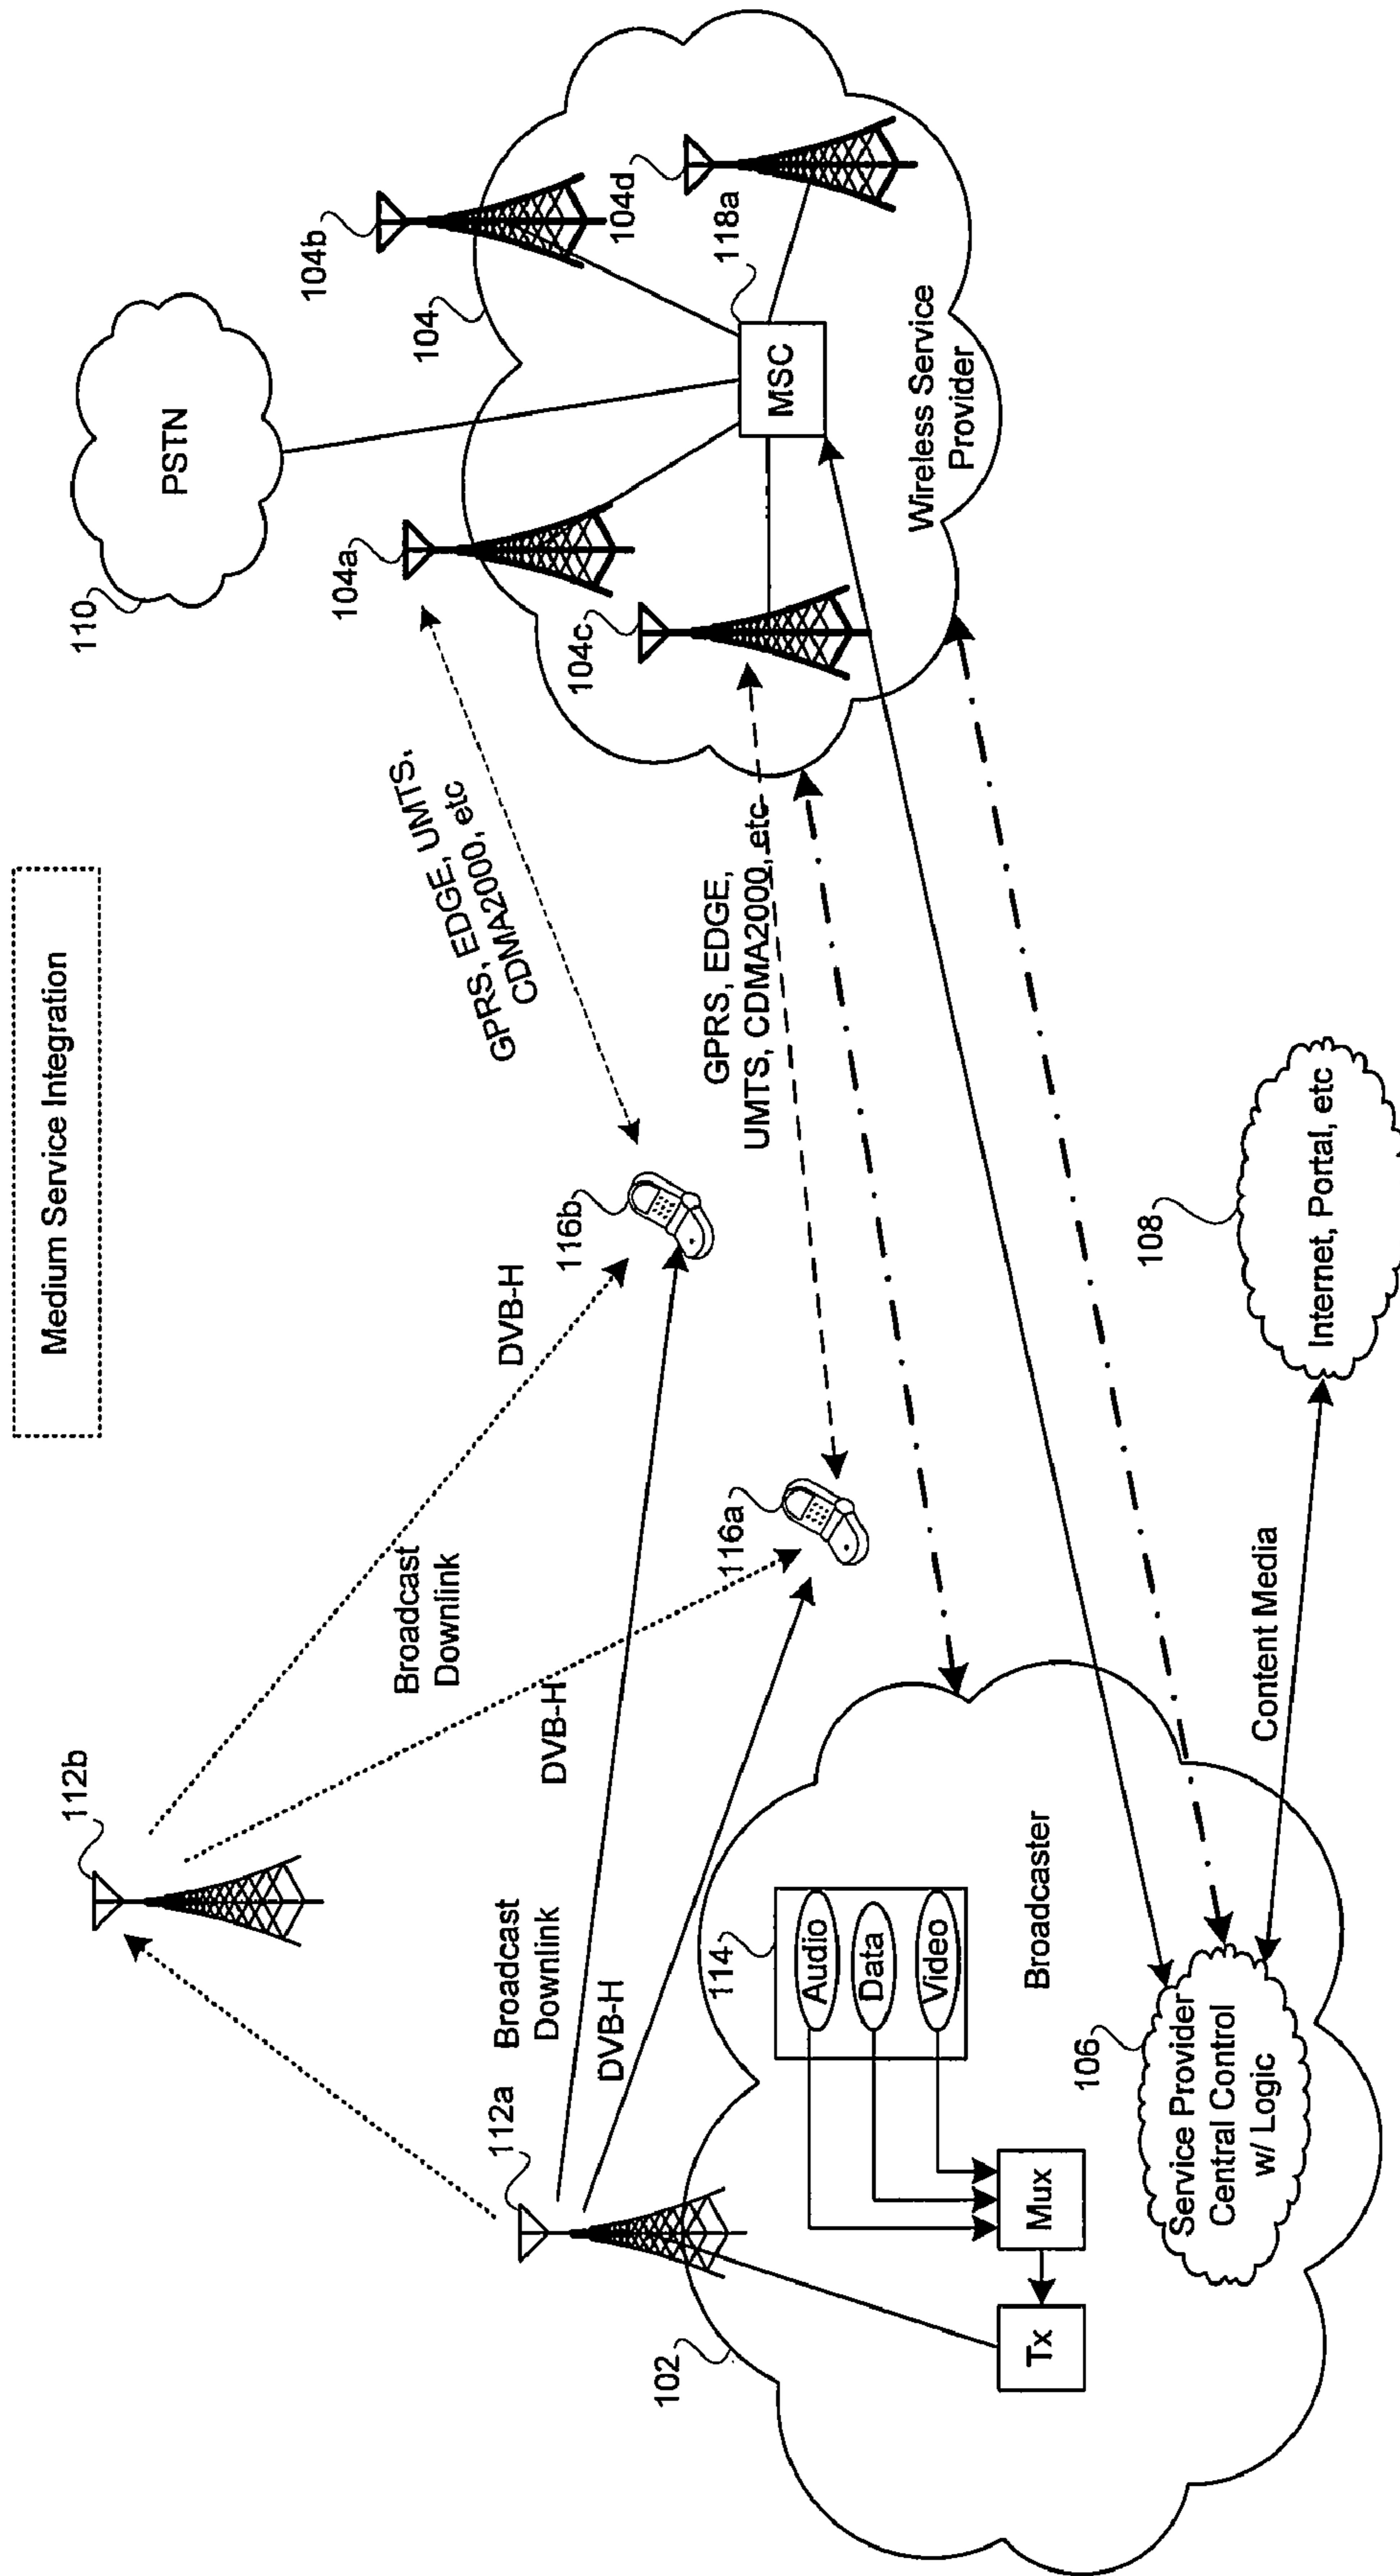 Medium Service Integration
112b
Broadcast
Downlink
DVB-H
DVB-H
116b
116a
GPRS, EDGE, UMTS,
CDMA2000, etc
GPRS, EDGE,
UMTS, CDMA2000, etc
110
PSTN
104a
104b
104
104c
104d
118a
MSC
Wireless Service
Provider
112a
Broadcast
Downlink
DVB-H
102
114
Audio
Data
Video
Mux
Tx
Broadcaster
106
Service Provider
Central Control
w/ Logic
Content Media
108
Internet, Portal, etc